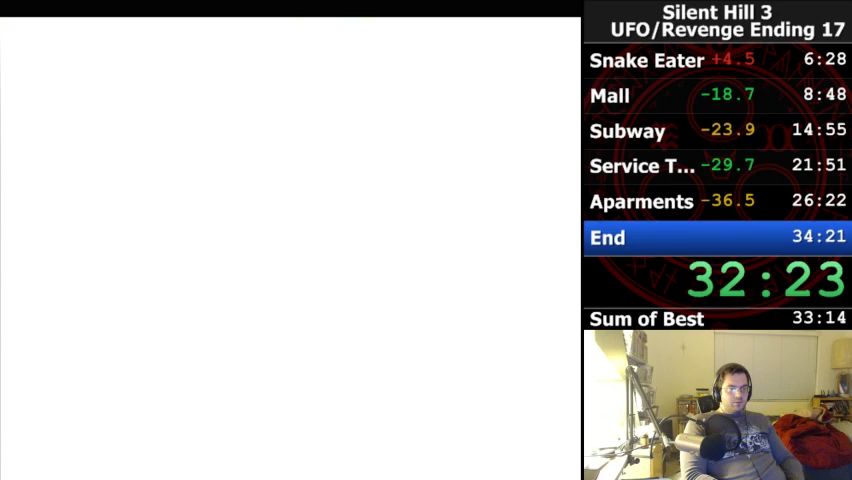 Silent Hill 3
UFO/Revenge Ending 17
Snake Eater +4.5 6:28
Mall -18.7 8:48
Subway -23.9 14:55
Service T... -29.7 21:51
Aparments -36.5 26:22
End 34:21
32:23
Sum of Best 33:14